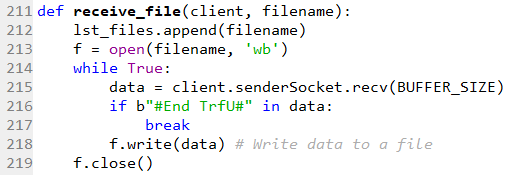 211 def receive_file(client, filename):
212     lst_files.append(filename)
213     f = open(filename, 'wb')
214     while True:
215         data = client.senderSocket.recv(BUFFER_SIZE)
216         if b"#End TrfU#" in data:
217             break
218         f.write(data) # Write data to a file
219     f.close()